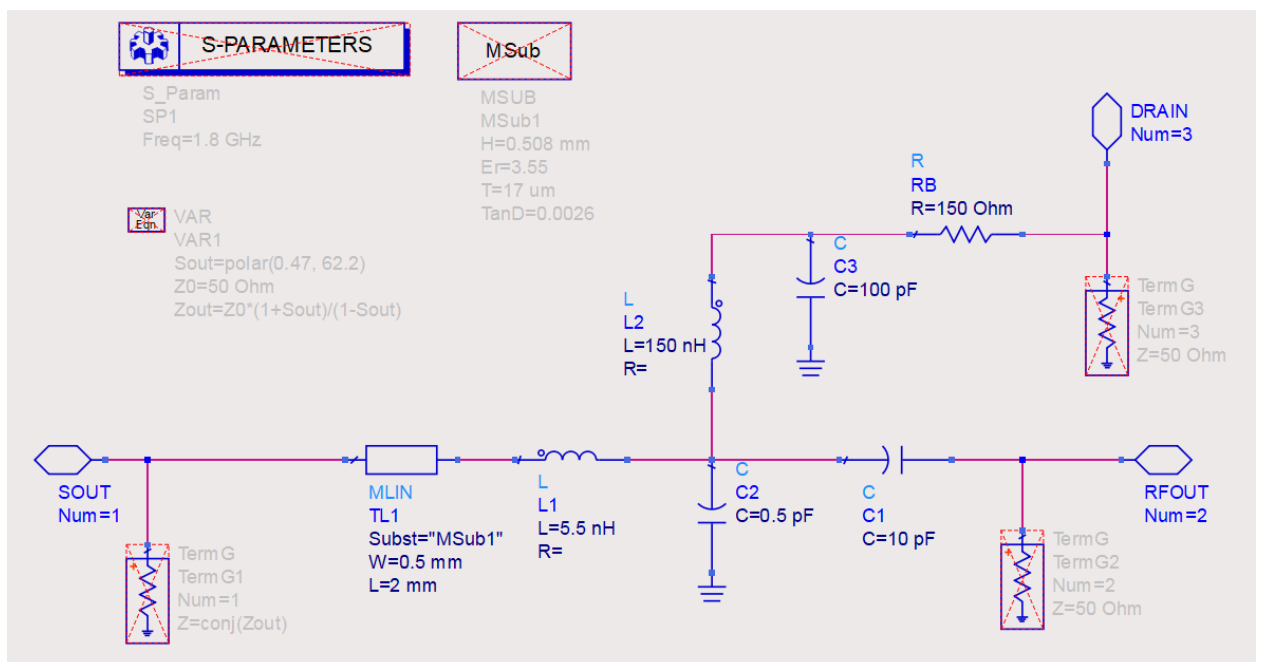 S-PARAMETERS
S_Param
SP1
Freq=1.8 GHz
MSub
MSUB
MSub1
H=0.508 mm
Er=3.55
T=17 um
TanD=0.0026
Var
Eqn
VAR
VAR1
Sout=polar(0.47, 62.2)
Z0=50 Ohm
Zout=Z0*(1+Sout)/(1-Sout)
DRAIN
Num=3
R
RB
R=150 Ohm
C
C3
C=100 pF
TermG
TermG3
Num=3
Z=50 Ohm
L
L2
L=150 nH
R=
SOUT
Num=1
MLIN
TL1
Subst="MSub1"
W=0.5 mm
L=2 mm
L
L1
L=5.5 nH
R=
C
C2
C=0.5 pF
C
C1
C=10 pF
RFOUT
Num=2
TermG
TermG1
Num=1
Z=conj(Zout)
TermG
TermG2
Num=2
Z=50 Ohm